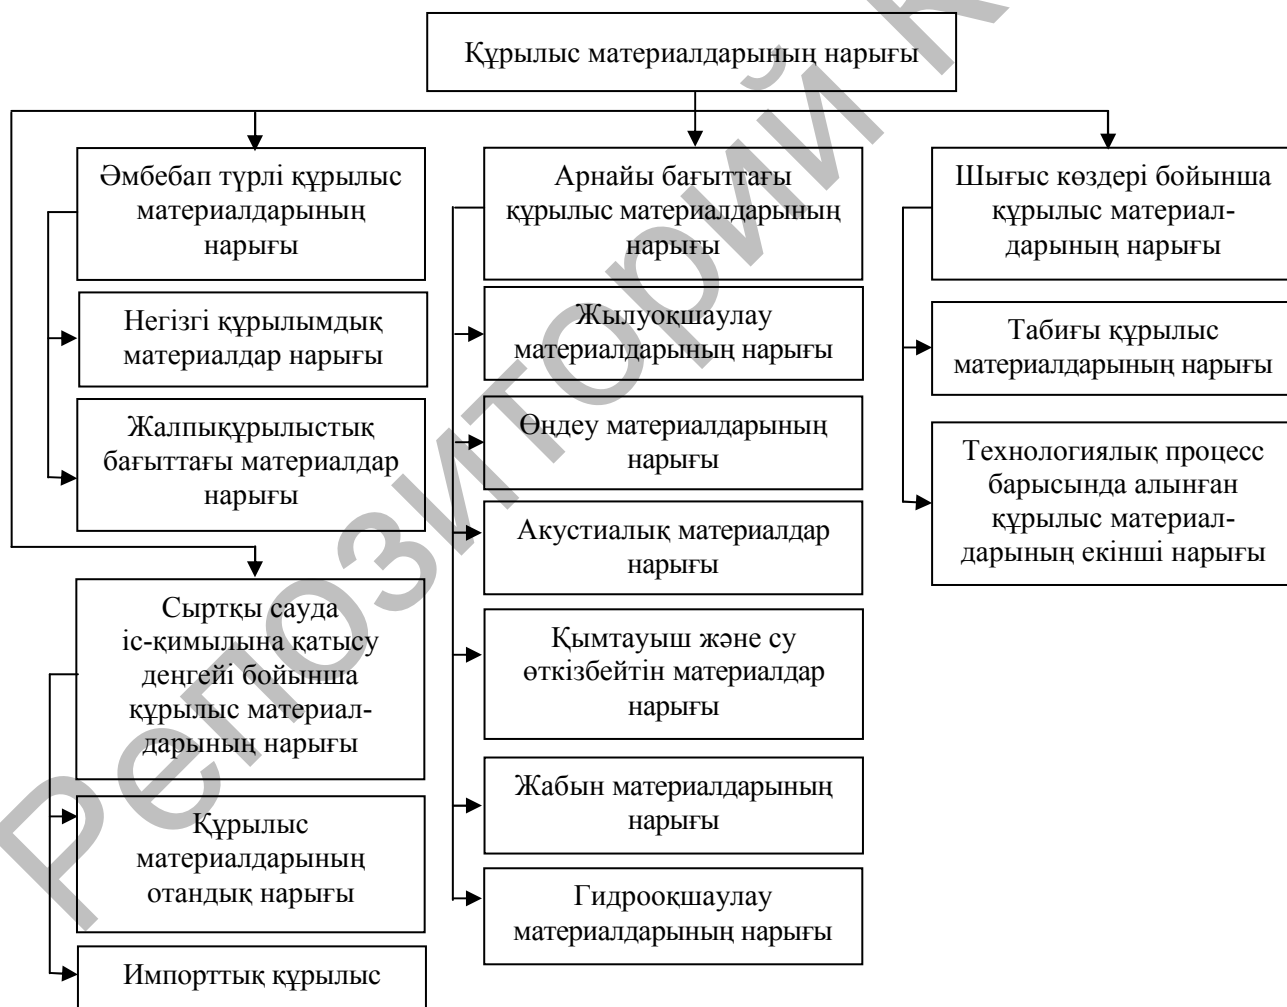 Құрылыс материалдарының нарығы
Әмбебап түрлі құрылыс
материалдарының
нарығы
Негізгі құрылымдық
материалдар нарығы
Жалпықұрылыстық
бағыттағы материалдар
нарығы
Сыртқы сауда
іс-қимылына қатысу
деңгейі бойынша
құрылыс материал-
дарының нарығы
Құрылыс
материалдарының
отандық нарығы
Импорттық құрылыс
Арнайы бағыттағы
құрылыс материалдарының
нарығы
Жылуоқшаулау
материалдарының нарығы
Өңдеу материалдарының
нарығы
Акустиалық материалдар
нарығы
Қымтауыш және су
өткізбейтін материалдар
нарығы
Жабын материалдарының
нарығы
Гидрооқшаулау
материалдарының нарығы
Шығыс көздері бойынша
құрылыс материал-
дарының нарығы
Табиғы құрылыс
материалдарының нарығы
Технологиялық процесс
барысында алынған
құрылыс материал-
дарының екінші нарығы
Репозиторий К